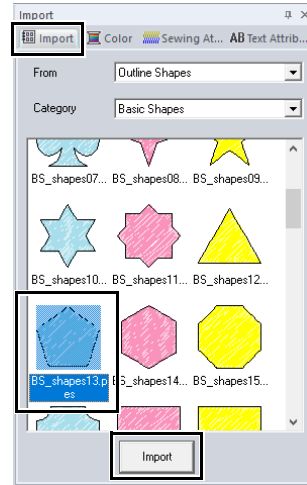 Import
Import Color Sewing At... AB Text Attrib...
From Outline Shapes
Category Basic Shapes
BS_shapes07... BS_shapes08... BS_shapes09...
BS_shapes10... BS_shapes11... BS_shapes12...
BS_shapes13.p BS_shapes14... BS_shapes15...
es
Import